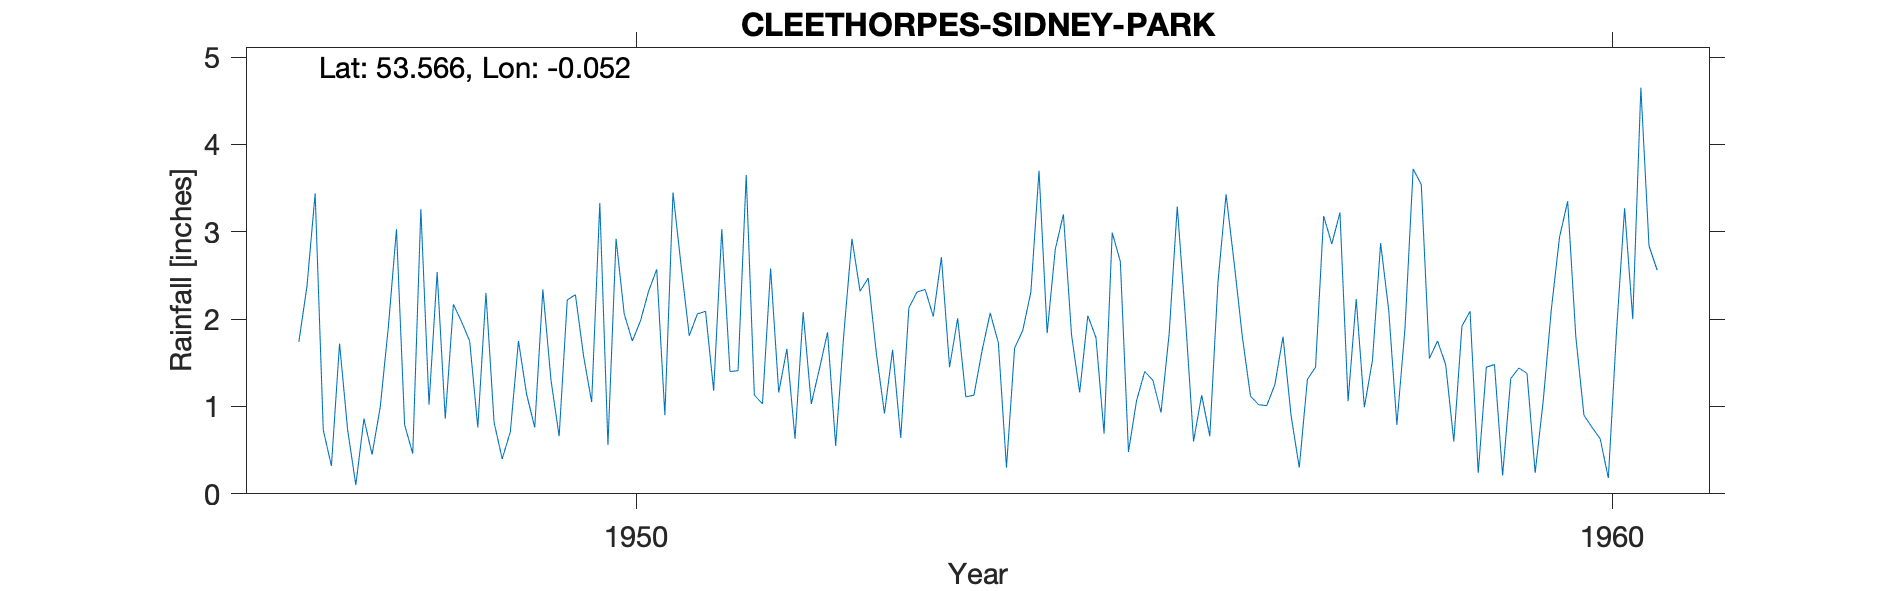 CLEETHORPES-SIDNEY-PARK
Lat: 53.566, Lon: -0.052
5
4
3
2
1
0
Rainfall [inches]
1950
1960
Year